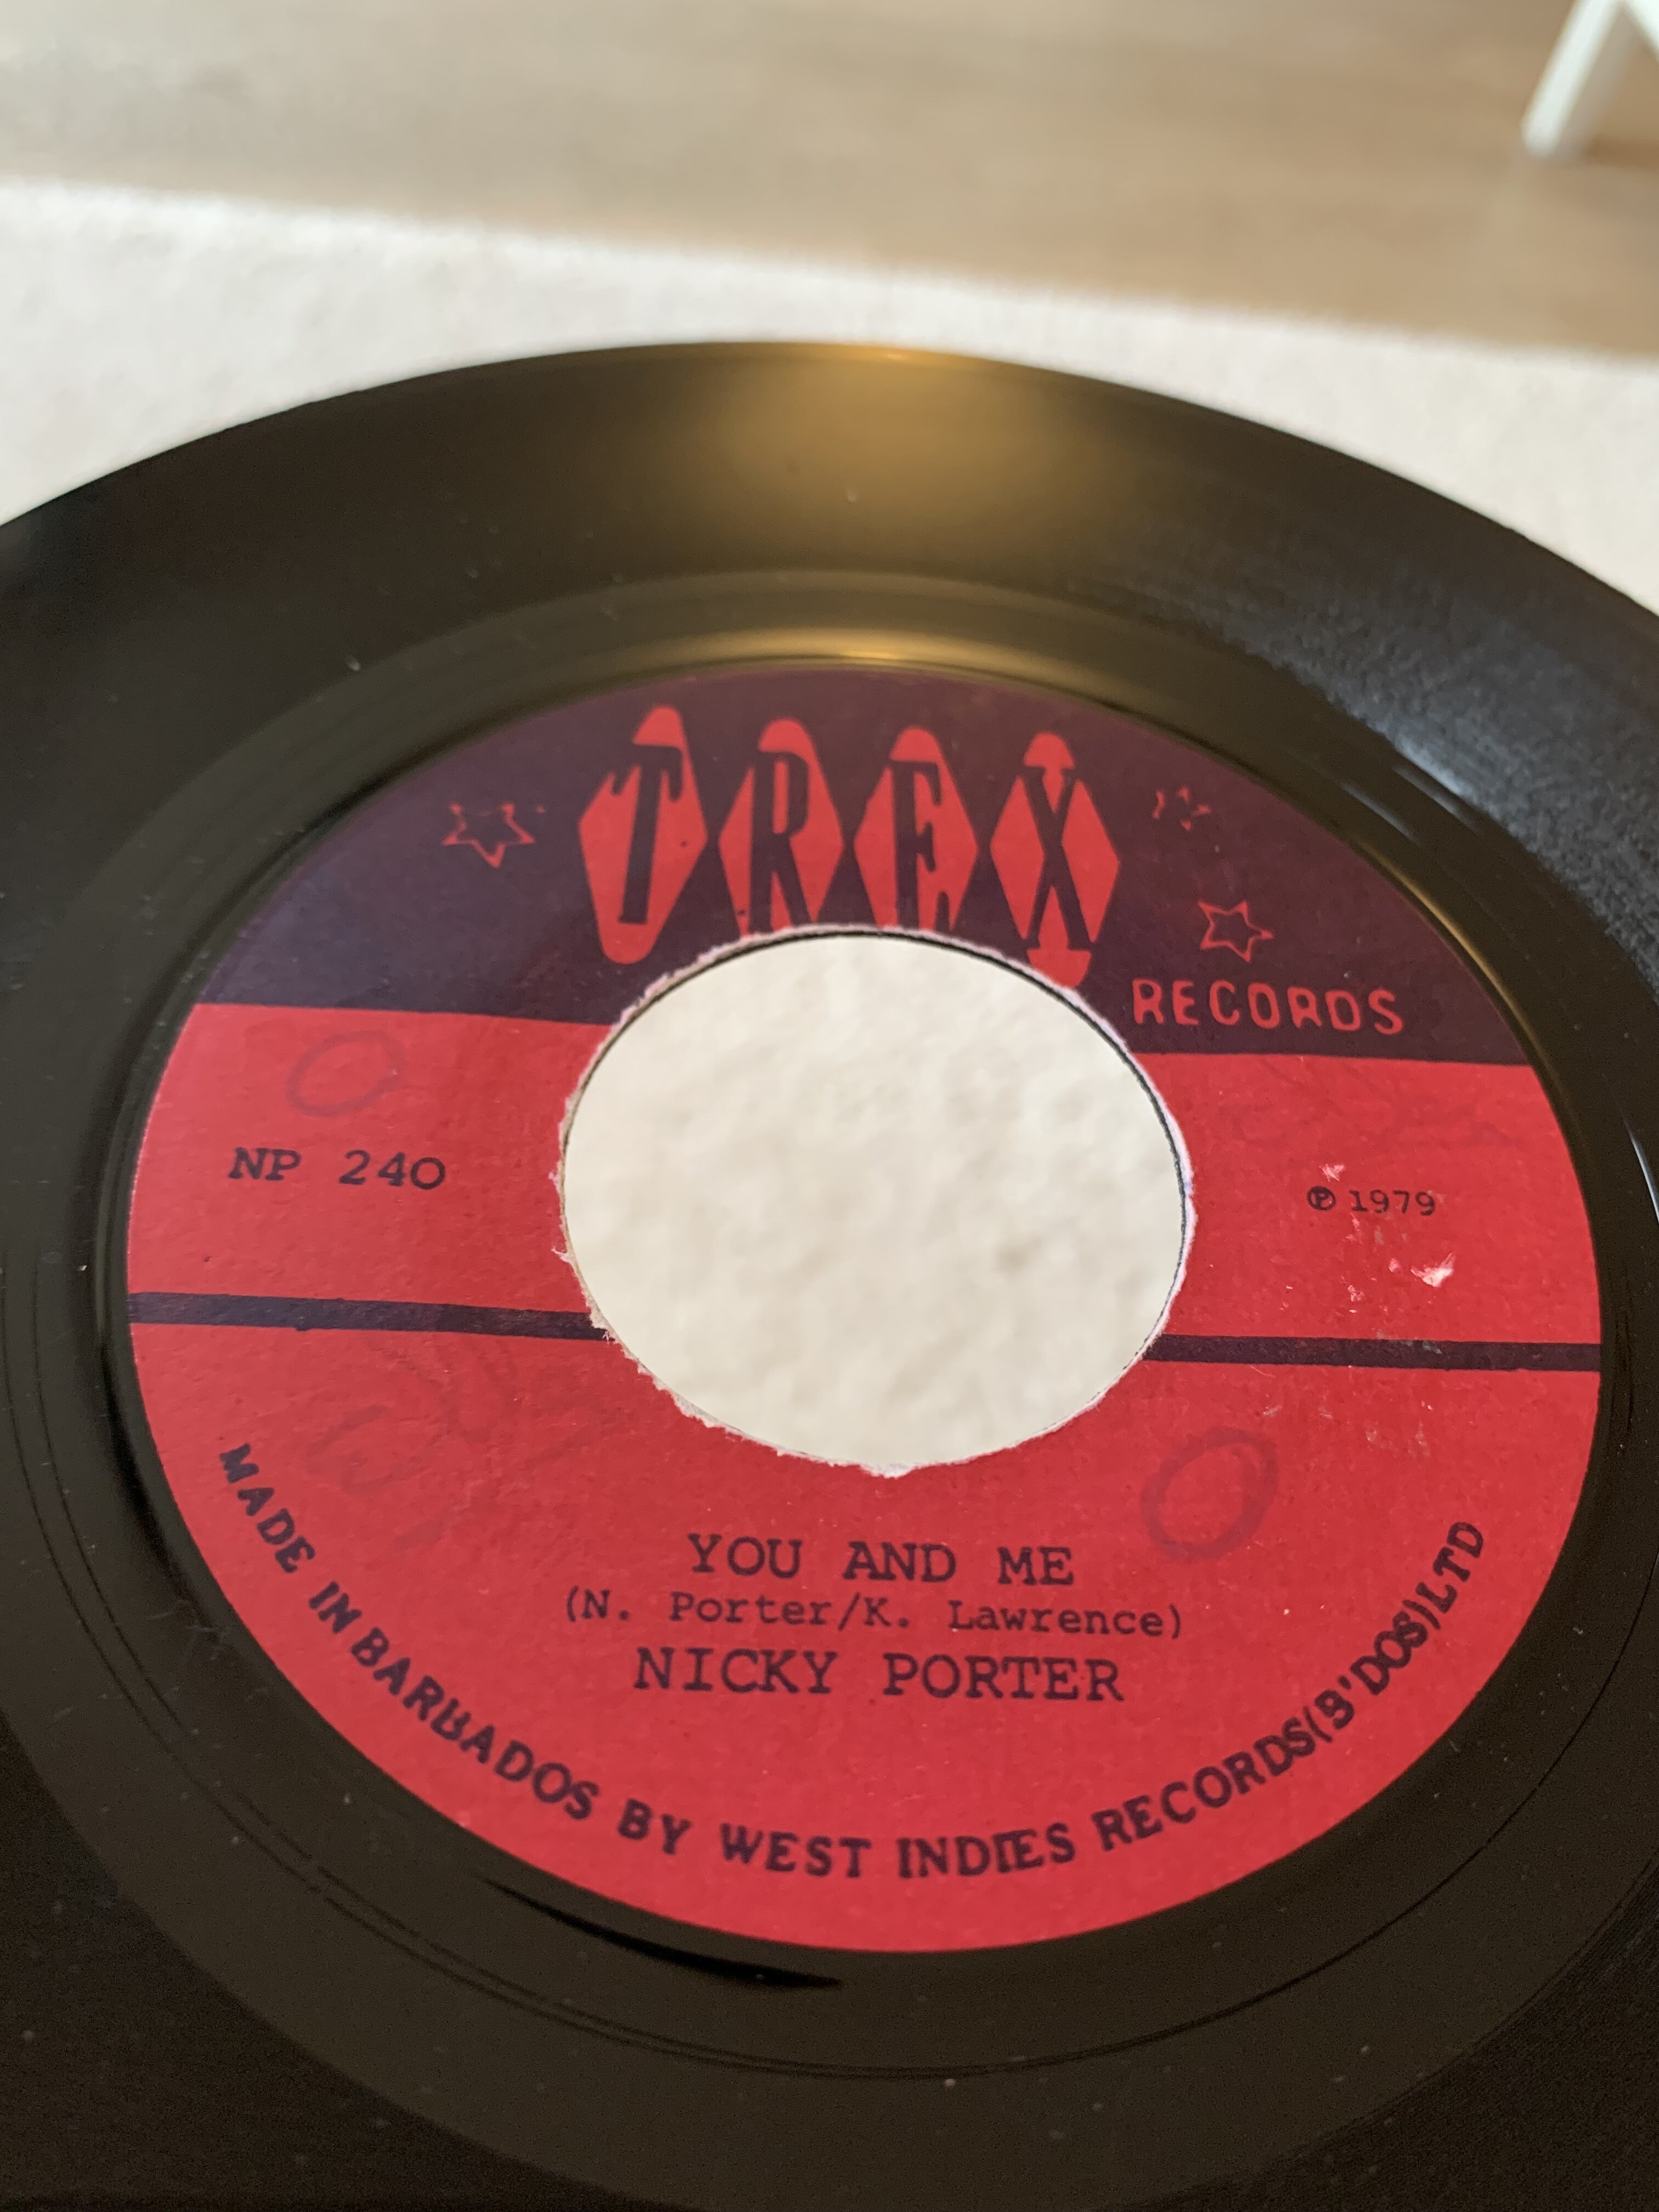 TREX
RECORDS
NP 240
℗ 1979
YOU AND ME
(N. Porter/K. Lawrence)
NICKY PORTER
MADE IN BARBADOS BY WEST INDIES RECORDS(B'DOS)LTD